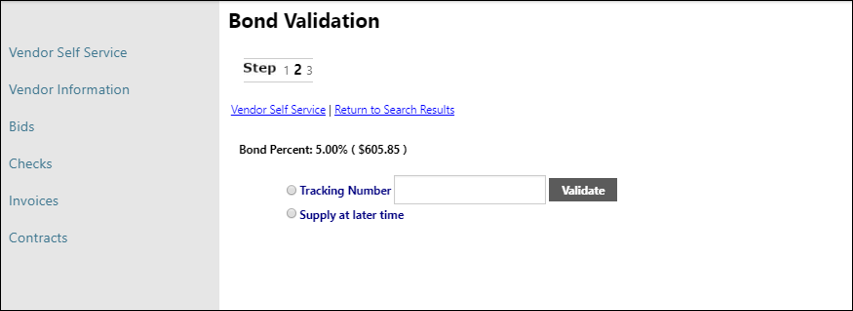 Bond Validation
Vendor Self Service
Vendor Information
Bids
Checks
Invoices
Contracts
Step 1 2 3
Vendor Self Service | Return to Search Results
Bond Percent: 5.00% ( $605.85 )
Tracking Number Validate
Supply at later time